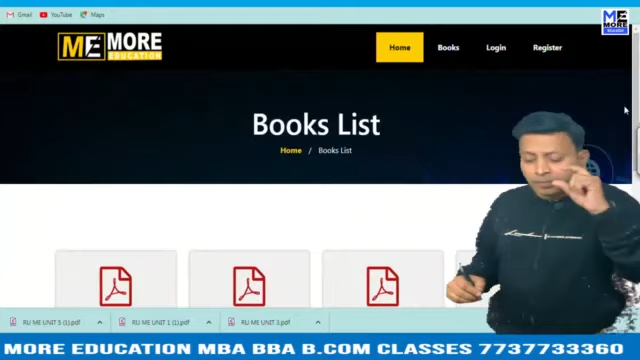 Gmail YouTube Maps
ME MORE EDUCATION
Home Books Login Register
ME MORE
Books List
Home / Books List
RU ME UNIT 5 (1).pdf RU ME UNIT 1 (1).pdf RU ME UNIT 3.pdf
MORE EDUCATION MBA BBA B.COM CLASSES 7737733360